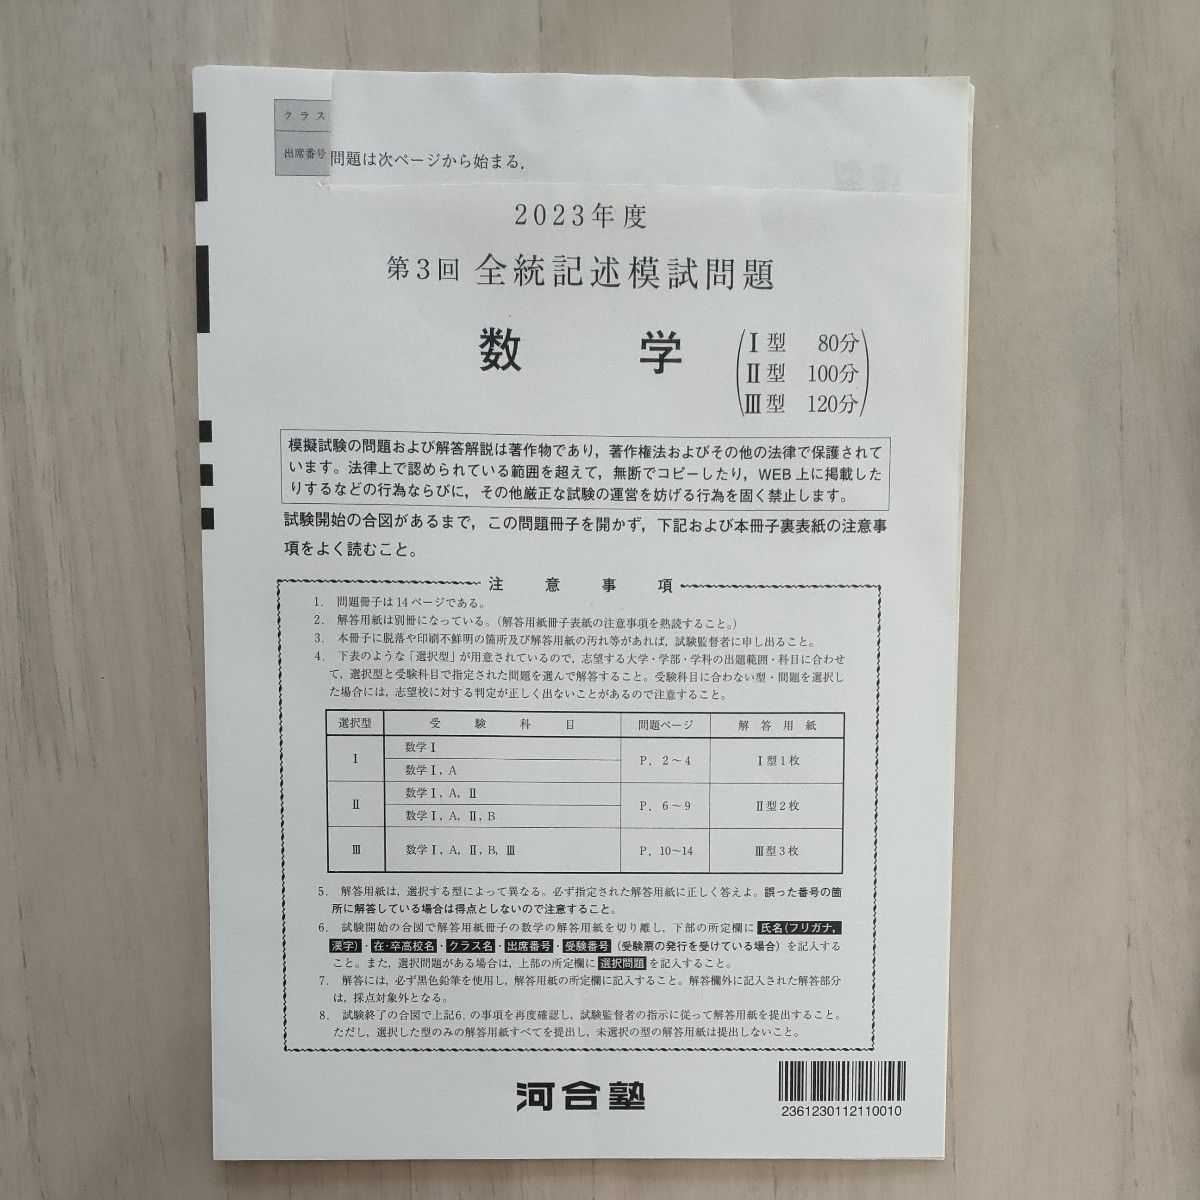 クラス
出席番号
問題は次ページから始まる．
2023年度
第3回 全統記述模試問題
数 学
Ⅰ型 80分
Ⅱ型 100分
Ⅲ型 120分
模擬試験の問題および解答解説は著作物であり，著作権法およびその他の法律で保護されて
います。法律上で認められている範囲を超えて，無断でコピーしたり，WEB上に掲載した
りするなどの行為ならびに，その他厳正な試験の運営を妨げる行為を固く禁止します。
試験開始の合図があるまで，この問題冊子を開かず，下記および本冊子裏表紙の注意事
項をよく読むこと。
注 意 事 項
1． 問題冊子は14ページである。
2． 解答用紙は別冊になっている。（解答用紙冊子表紙の注意事項を熟読すること。）
3． 本冊子に脱落や印刷不鮮明の箇所及び解答用紙の汚れ等があれば，試験監督者に申し出ること。
4． 下表のような「選択型」が用意されているので，志望する大学・学部・学科の出題範囲・科目に合わせ
て，選択型と受験科目で指定された問題を選んで解答すること。受験科目に合わない型・問題を選択し
た場合には，志望校に対する判定が正しく出ないことがあるので注意すること。
選択型 受 験 科 目 問題ページ 解 答 用 紙
Ⅰ 数学Ⅰ P．2～4 Ⅰ型1枚
数学Ⅰ，A
Ⅱ 数学Ⅰ，A，Ⅱ P．6～9 Ⅱ型2枚
数学Ⅰ，A，Ⅱ，B
Ⅲ 数学Ⅰ，A，Ⅱ，B，Ⅲ P．10～14 Ⅲ型3枚
5． 解答用紙は，選択する型によって異なる。必ず指定された解答用紙に正しく答えよ。誤った番号の箇
所に解答している場合は得点としないので注意すること。
6． 試験開始の合図で解答用紙冊子の数学の解答用紙を切り離し，下部の所定欄に 氏名(フリガナ，
漢字)・在・卒高校名・クラス名・出席番号・受験番号（受験票の発行を受けている場合）を記入する
こと。また，選択問題がある場合は，上部の所定欄に 選択問題 を記入すること。
7． 解答には，必ず黒色鉛筆を使用し，解答用紙の所定欄に記入すること。解答欄外に記入された解答部分
は，採点対象外となる。
8． 試験終了の合図で上記6．の事項を再度確認し，試験監督者の指示に従って解答用紙を提出すること。
ただし，選択した型のみの解答用紙すべてを提出し，未選択の型の解答用紙は提出しないこと。
河合塾
2361230112110010